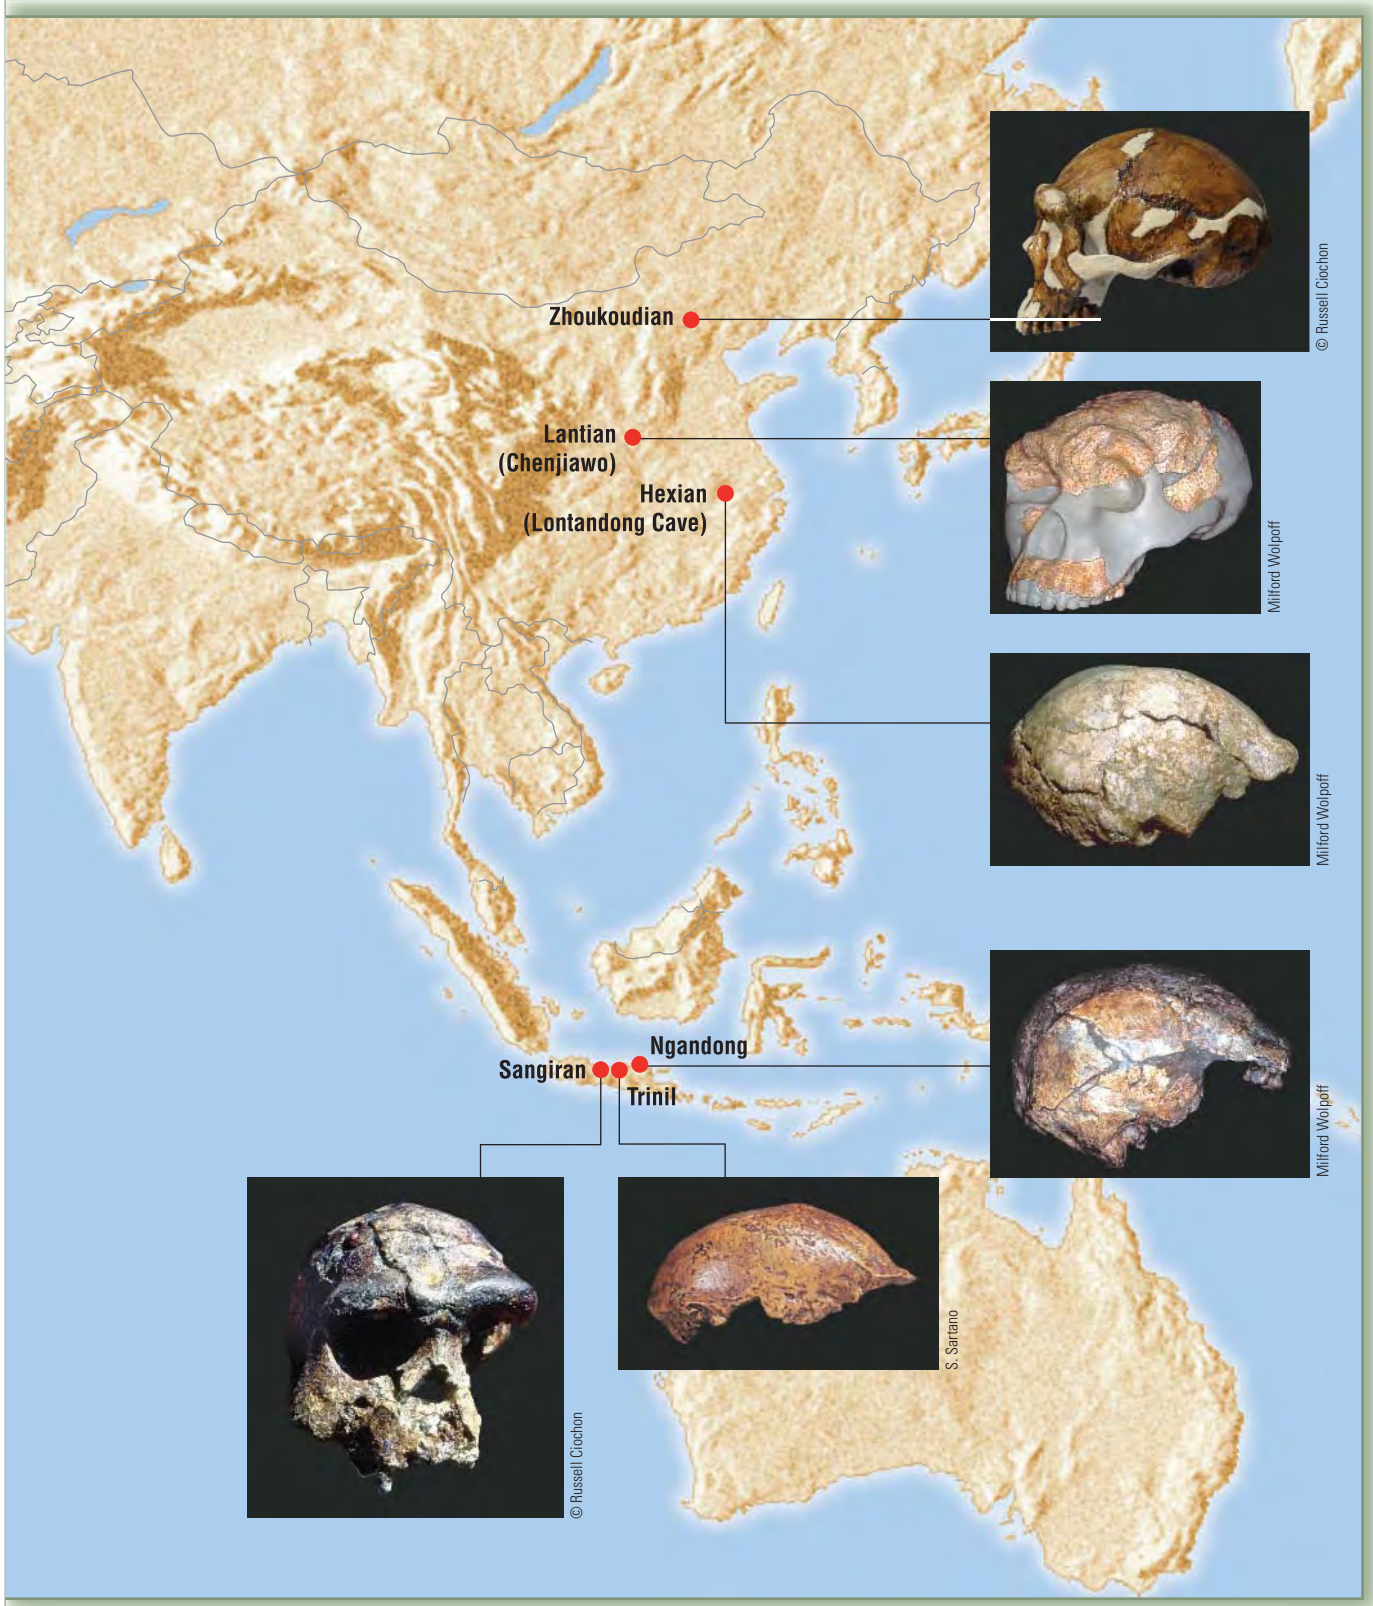 © Russell Ciochon
Zhoukoudian
Lantian
(Chenjiawo)
Hexian
(Lontandong Cave)
Milford Wolpoff
Milford Wolpoff
Ngandong
Sangiran
Trinil
Milford Wolpoff
S. Sartano
© Russell Ciochon